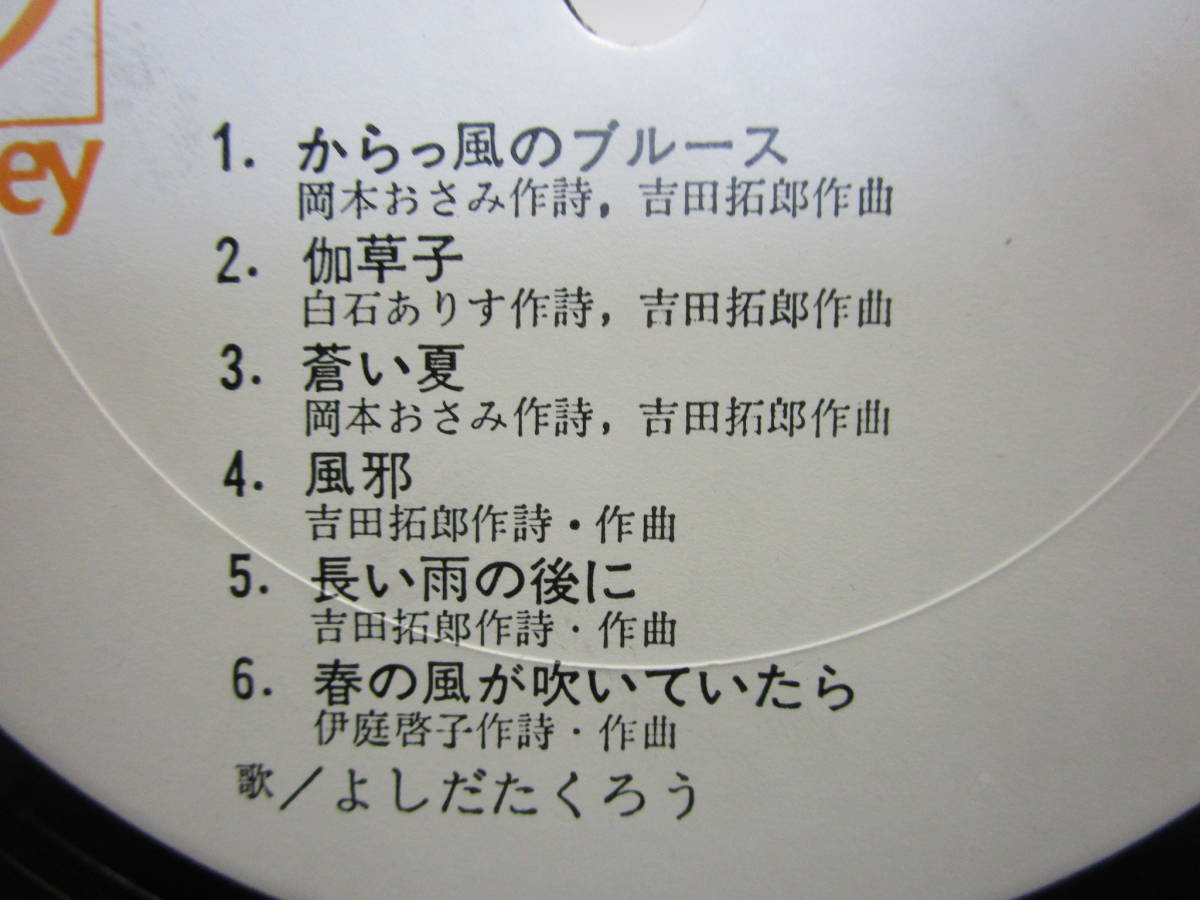 ey
1. からっ風のブルース
岡本おさみ作詩，吉田拓郎作曲
2. 伽草子
白石ありす作詩，吉田拓郎作曲
3. 蒼い夏
岡本おさみ作詩，吉田拓郎作曲
4. 風邪
吉田拓郎作詩・作曲
5. 長い雨の後に
吉田拓郎作詩・作曲
6. 春の風が吹いていたら
伊庭啓子作詩・作曲
歌／よしだたくろう